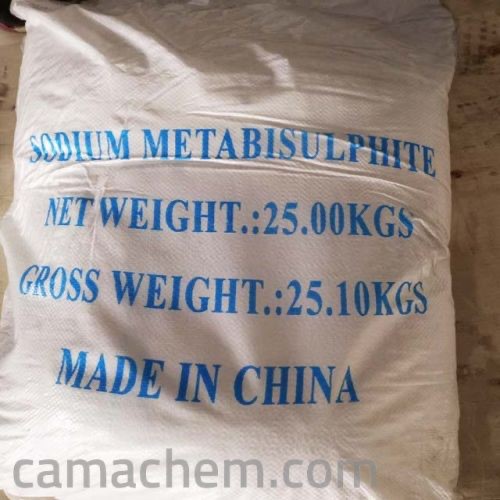 SODIUM METABISULPHITE
NET WEIGHT.:25.00KGS
GROSS WEIGHT.:25.10KGS
MADE IN CHINA
camachem.com